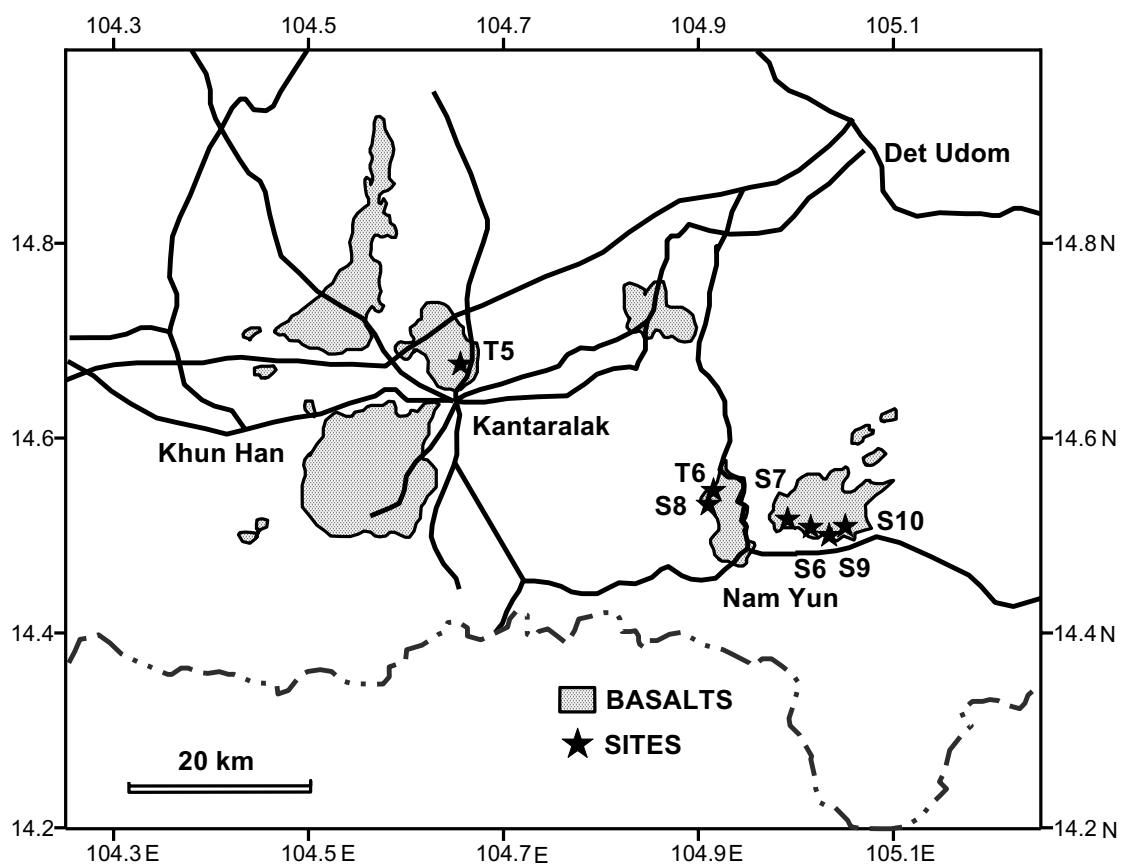 104.3 104.5 104.7 104.9 105.1
Det Udom
14.8 14.8 N
T5
Kantaralak
14.6 14.6 N
Khun Han
T6 S7
S8
S10
S6 S9
Nam Yun
14.4 14.4 N
BASALTS
SITES
20 km
14.2 14.2 N
104.3 E 104.5 E 104.7 E 104.9 E 105.1 E